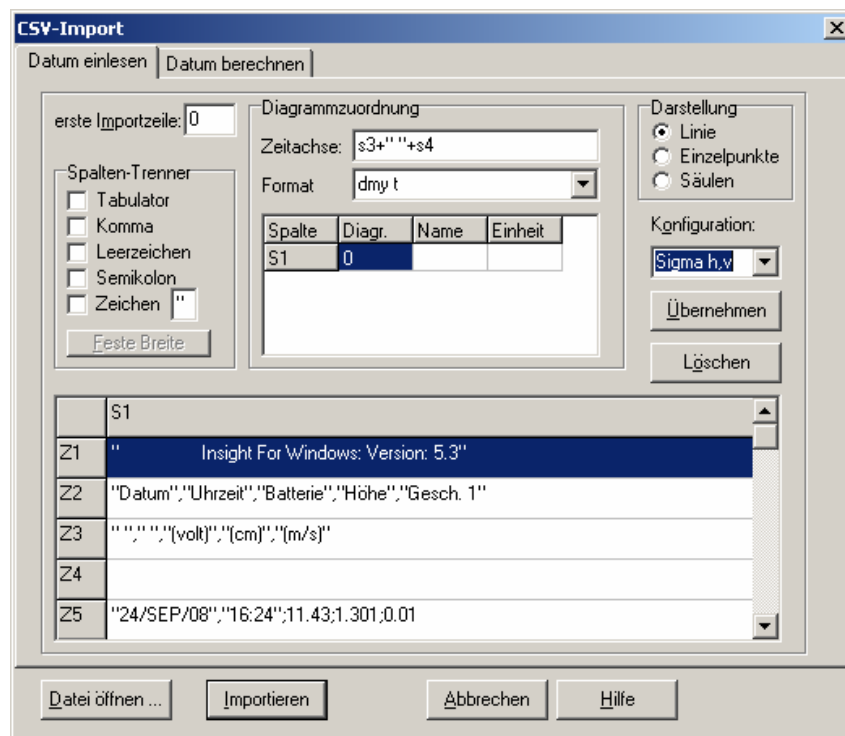 CSV-Import
Datum einlesen
Datum berechnen
erste Importzeile: 0
Spalten-Trenner
Tabulator
Komma
Leerzeichen
Semikolon
Zeichen "
Feste Breite
Diagrammzuordnung
Zeitachse: s3+" "+s4
Format dmy t
Spalte Diagr. Name Einheit
S1 0
Darstellung
Linie
Einzelpunkte
Säulen
Konfiguration:
Sigma h,v
Übernehmen
Löschen
S1
Z1 " Insight For Windows: Version: 5.3"
Z2 "Datum","Uhrzeit","Batterie","Höhe","Gesch. 1"
Z3 " "," ","(volt)","(cm)","(m/s)"
Z4
Z5 "24/SEP/08","16:24";11.43;1.301;0.01
Datei öffnen ... Importieren Abbrechen Hilfe